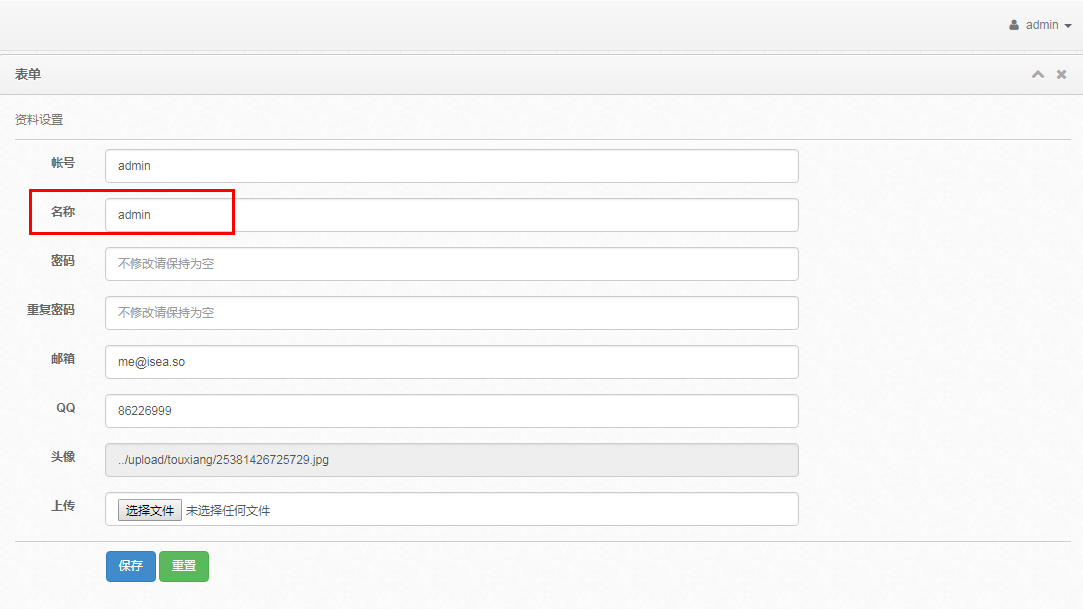 admin
表单
资料设置
帐号 admin
名称 admin
密码 不修改请保持为空
重复密码 不修改请保持为空
邮箱 me@isea.so
QQ 86226999
头像 ../upload/touxiang/25381426725729.jpg
上传 选择文件 未选择任何文件
保存 重置